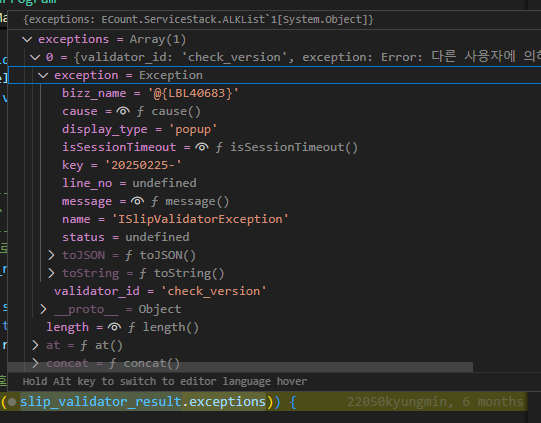 {exceptions: ECount.ServiceStack.ALKList`1[System.Object]}
exceptions = Array(1)
0 = {validator_id: 'check_version', exception: Error: 다른 사용자에 의해
exception = Exception
bizz_name = '@{LBL40683}'
cause = ƒ cause()
display_type = 'popup'
isSessionTimeout = ƒ isSessionTimeout()
key = '20250225-'
line_no = undefined
message = ƒ message()
name = 'ISlipValidatorException'
status = undefined
toJSON = ƒ toJSON()
toString = ƒ toString()
validator_id = 'check_version'
__proto__ = Object
length = ƒ length()
at = ƒ at()
concat = ƒ concat()
Hold Alt key to switch to editor language hover
(slip_validator_result.exceptions)) { 22050kyungmin, 6 months